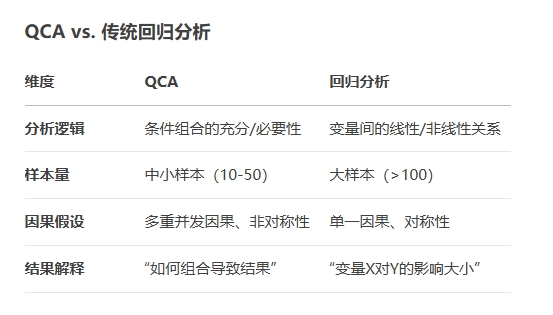 QCA vs. 传统回归分析
维度 QCA 回归分析
分析逻辑 条件组合的充分/必要性 变量间的线性/非线性关系
样本量 中小样本（10-50） 大样本（>100）
因果假设 多重并发因果、非对称性 单一因果、对称性
结果解释 “如何组合导致结果” “变量X对Y的影响大小”